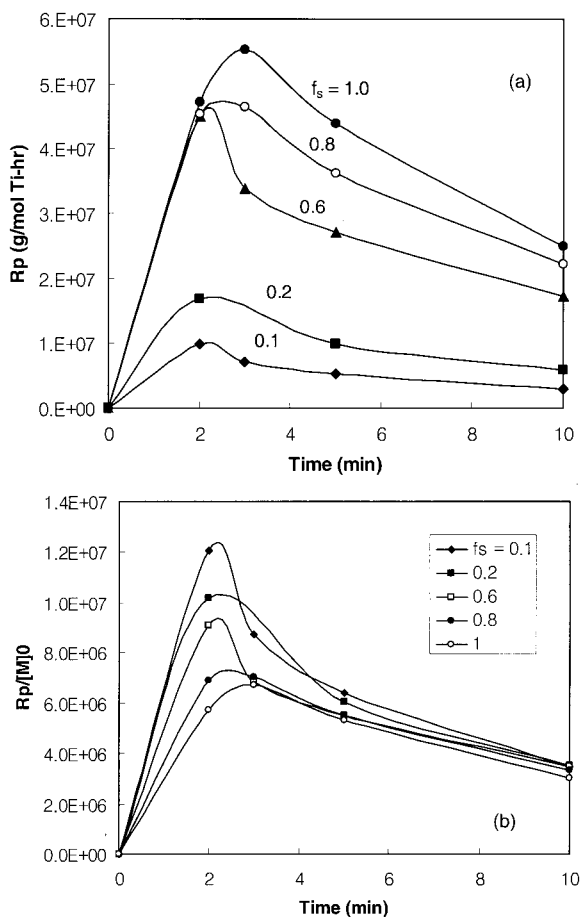 (a)
6.E+07
5.E+07
4.E+07
3.E+07
2.E+07
1.E+07
0.E+00
Rp (g/mol Ti-hr)
fs = 1.0
0.8
0.6
0.2
0.1
0 2 4 6 8 10
Time (min)
1.4E+07
1.2E+07
1.0E+07
8.0E+06
6.0E+06
4.0E+06
2.0E+06
0.0E+00
Rp/[M]0
fs = 0.1
0.2
0.6
0.8
1
(b)
0 2 4 6 8 10
Time (min)